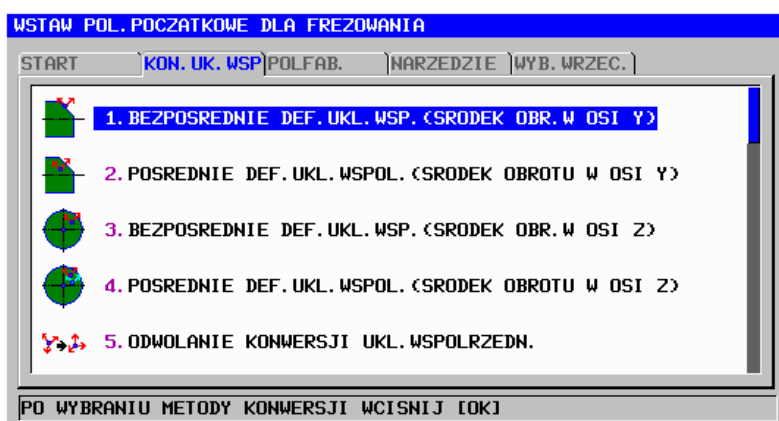 WSTAW POL.POCZATKOWE DLA FREZOWANIA
START KON.UK.WSP POLFAB. NARZEDZIE WYB.WRZEC.
1.BEZPOSREDNIE DEF.UKL.WSP.(SRODEK OBR.W OSI Y)
2.POSREDNIE DEF.UKL.WSPOL.(SRODEK OBROTU W OSI Y)
3.BEZPOSREDNIE DEF.UKL.WSP.(SRODEK OBR.W OSI Z)
4.POSREDNIE DEF.UKL.WSPOL.(SRODEK OBROTU W OSI Z)
5.ODWOLANIE KONWERSJI UKL.WSPOLRZEDN.
PO WYBRANIU METODY KONWERSJI WCISNIJ [OK]